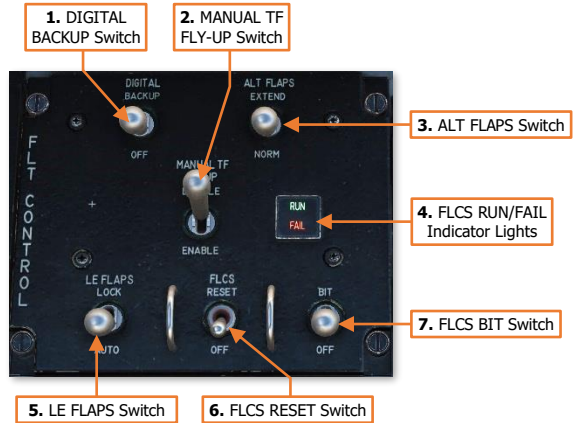 1. DIGITAL
BACKUP Switch
2. MANUAL TF
FLY-UP Switch
DIGITAL
BACKUP
OFF
ALT FLAPS
EXTEND
NORM
3. ALT FLAPS Switch
FLT CONTROL
MANUAL TF
ENABLE
RUN
FAIL
4. FLCS RUN/FAIL
Indicator Lights
LE FLAPS
LOCK
AUTO
FLCS
RESET
OFF
BIT
OFF
7. FLCS BIT Switch
5. LE FLAPS Switch
6. FLCS RESET Switch